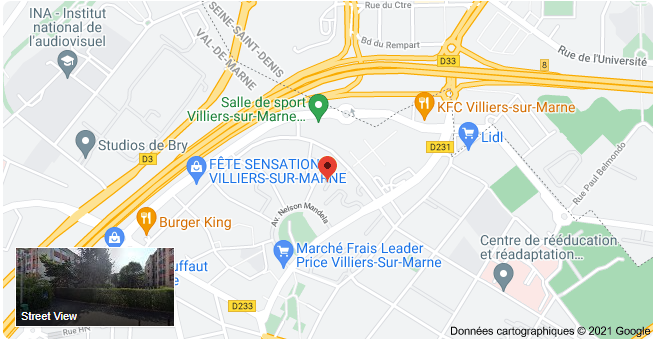 INA - Institut
national de
l'audiovisuel
SEINE-SAINT-DENIS
VAL-DE-MARNE
Rue du Ctre
Bd du Rempart
D33
8
Rue de l'Université
Salle de sport
Villiers-sur-Marne...
KFC Villiers-sur-Marne
Lidl
D231
Studios de Bry
D3
FÊTE SENSATION
VILLIERS-SUR-MARNE
Rue Paul Belmondo
Burger King
Av. Nelson Mandela
Marché Frais Leader
Price Villiers-Sur-Marne
Centre de rééducation
et réadaptation...
uffaut
D233
Street View
Rue HN
Données cartographiques © 2021 Google